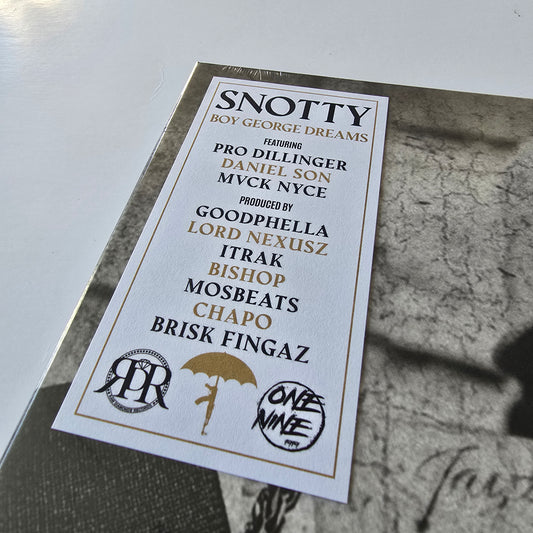 SNOTTY
BOY GEORGE DREAMS
FEATURING
PRO DILLINGER
DANIEL SON
MVCK NYCE
PRODUCED BY
GOODPHELLA
LORD NEXUSZ
ITRAK
BISHOP
MOSBEATS
CHAPO
BRISK FINGAZ
RPR
ONE
NINE